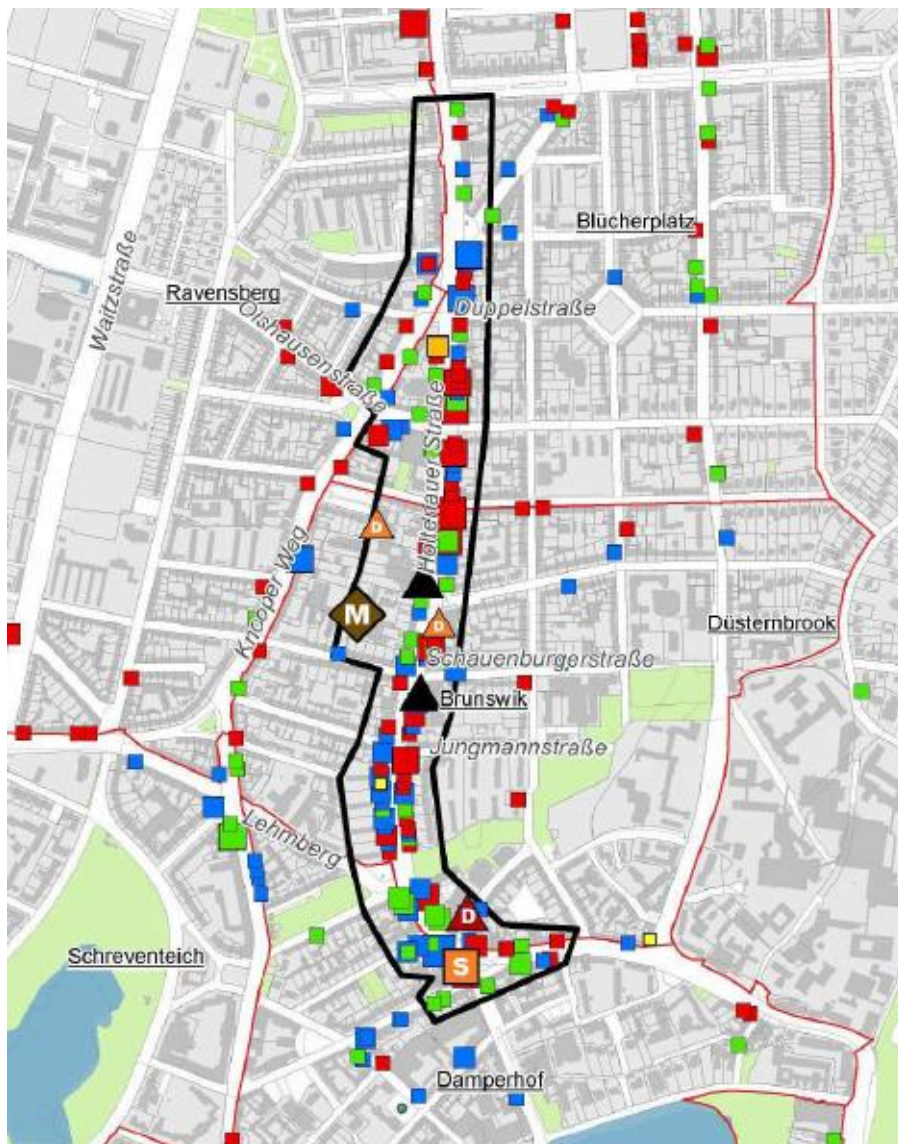 Blücherplatz
Waitzstraße
Ravensberg
Olshausenstraße
Düppelstraße
Holtenauer Straße
D
Knooper Weg
M
D
Düsternbrook
Schauenburgerstraße
Brunswik
Jungmannstraße
Lehmberg
D
Schreventeich
S
Damperhof